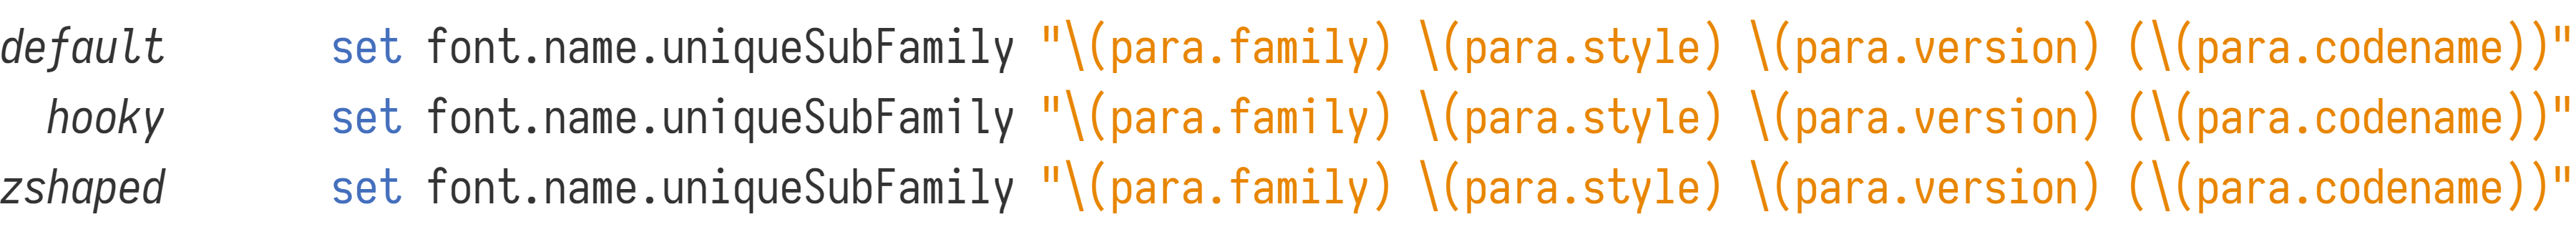 default set font.name.uniqueSubFamily "\(para.family) \(para.style) \(para.version) (\(para.codename))"
hooky set font.name.uniqueSubFamily "\(para.family) \(para.style) \(para.version) (\(para.codename))"
zshaped set font.name.uniqueSubFamily "\(para.family) \(para.style) \(para.version) (\(para.codename))"